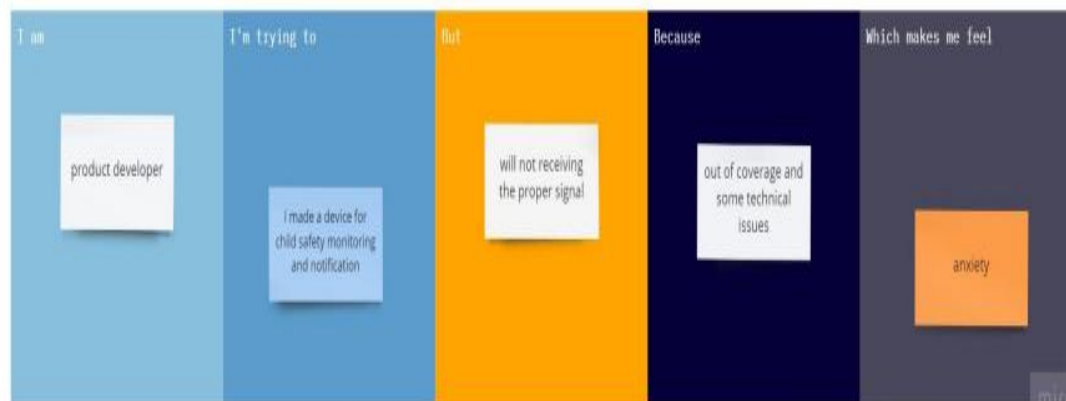 I am
I'm trying to
But
Because
Which makes me feel
product developer
I made a device for
child safety monitoring
and notification
will not receiving
the proper signal
out of coverage and
some technical
issues
anxiety